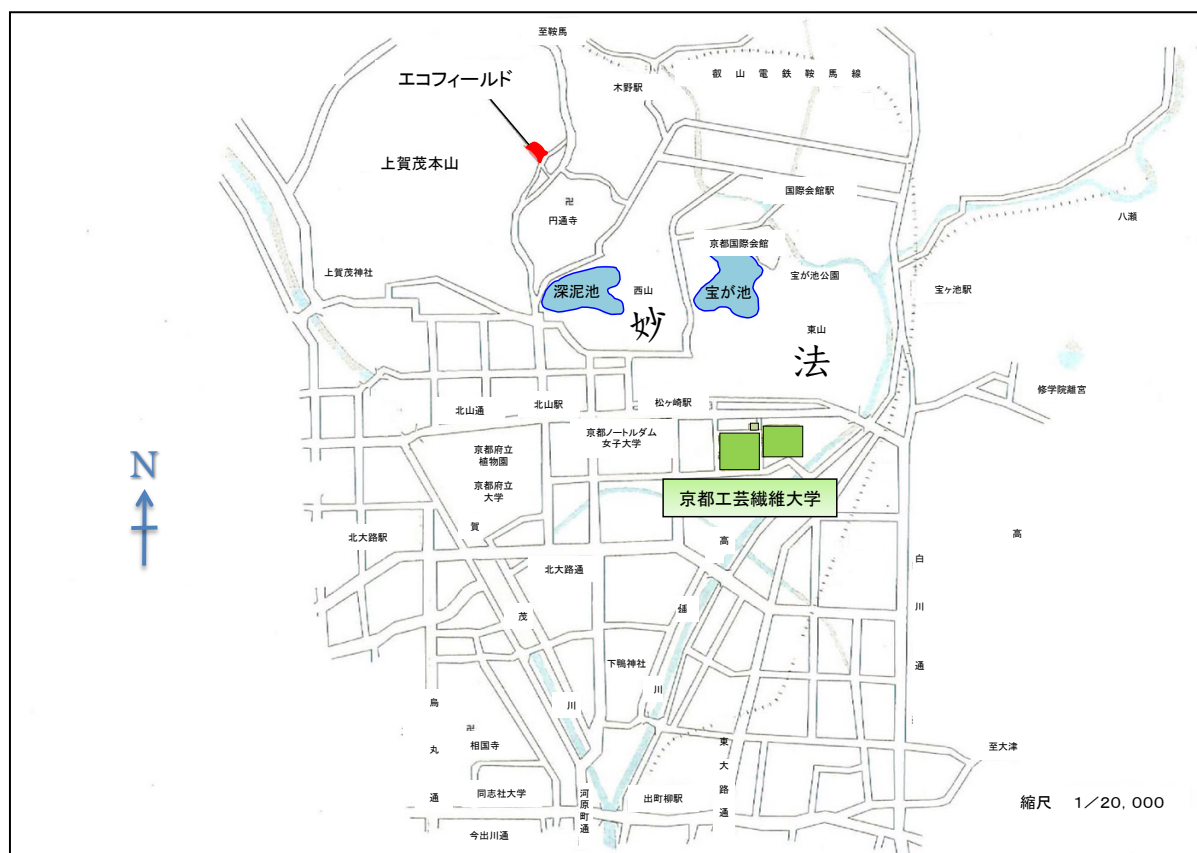 至鞍馬
叡山電鉄鞍馬線
エコフィールド
木野駅
上賀茂本山
国際会館駅
卍
円通寺
八瀬
京都国際会館
上賀茂神社
宝が池公園
深泥池
西山
宝が池
宝ヶ池駅
妙
東山
法
修学院離宮
北山通
北山駅
松ヶ崎駅
京都ノートルダム
女子大学
京都府立
植物園
京都府立
大学
N
京都工芸繊維大学
賀
北大路駅
高
高
白
北大路通
川
茂
下鴨神社
通
川
川
烏
卍
丸
相国寺
東
大
路
通
至大津
通
同志社大学
河
原
町
通
出町柳駅
縮尺 1/20,000
今出川通